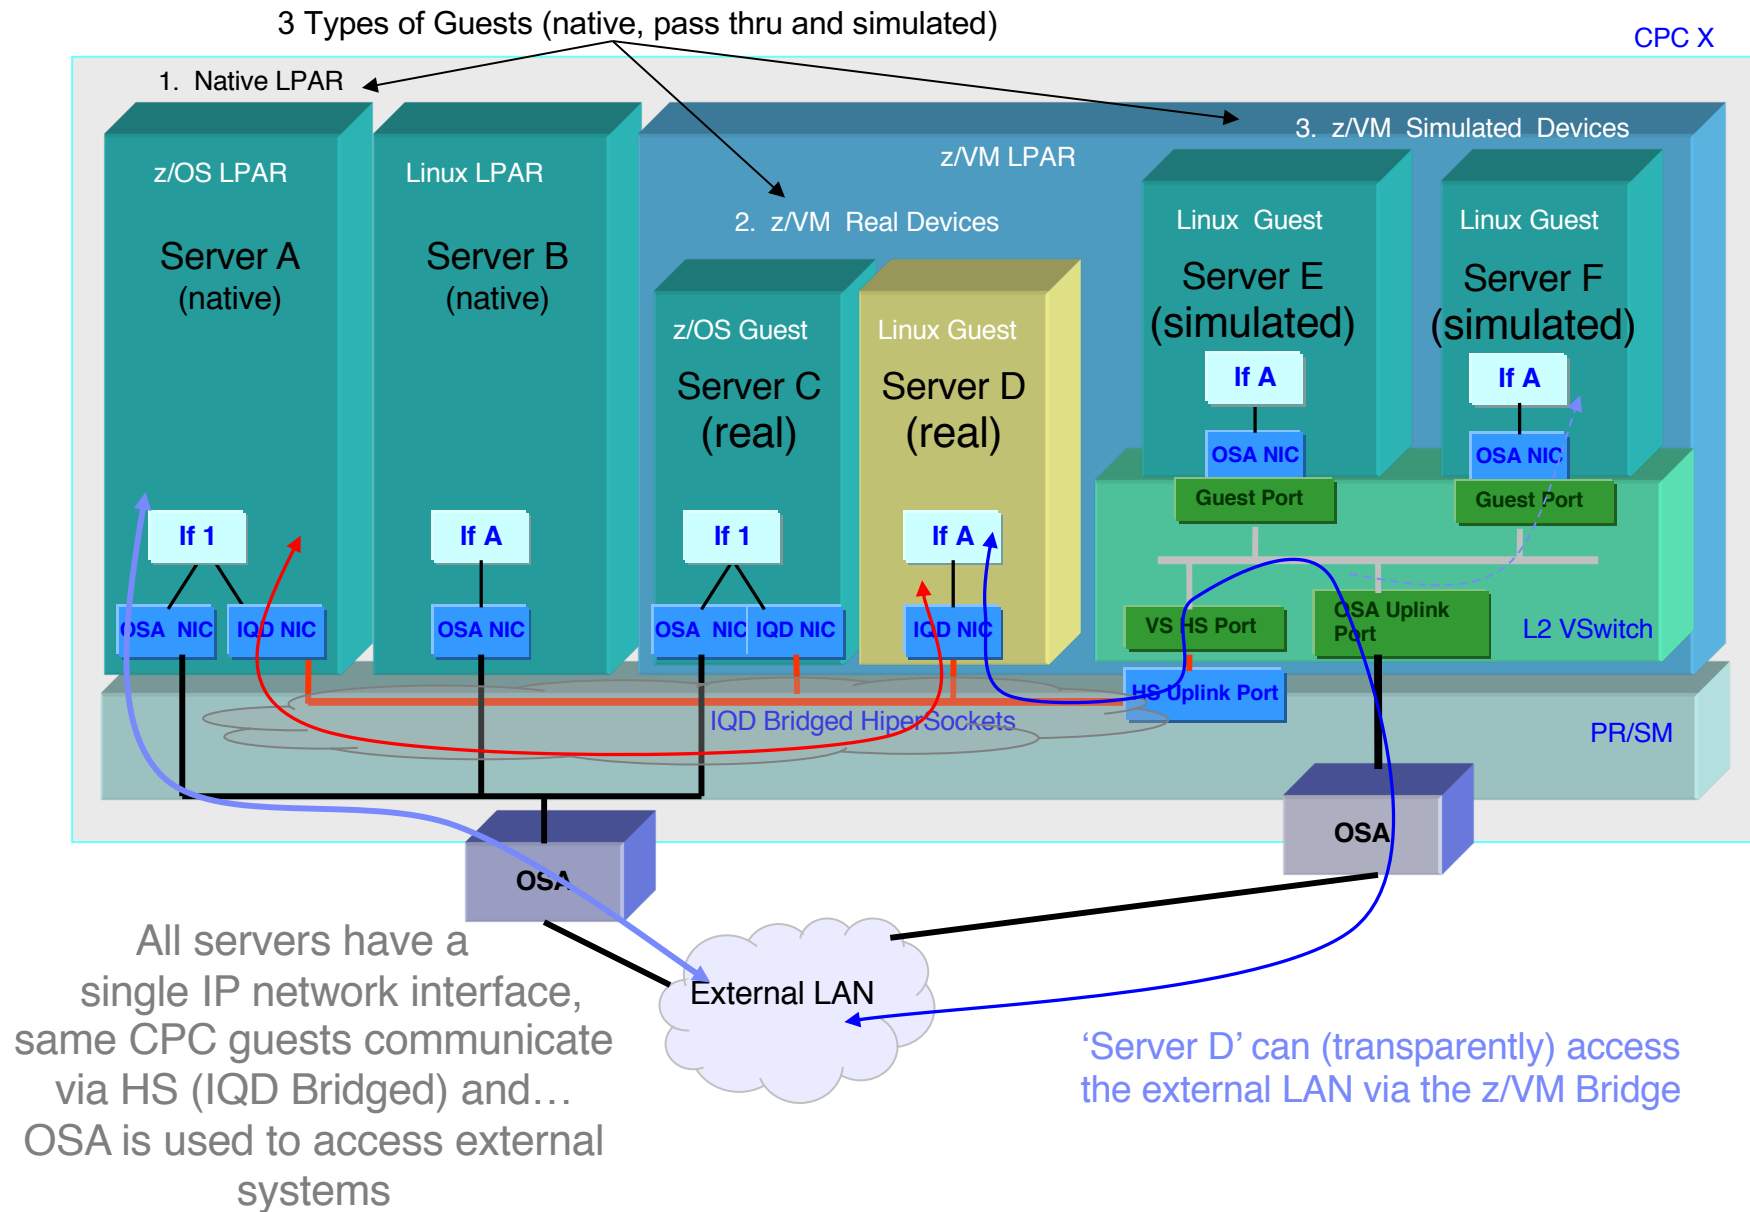 3 Types of Guests (native, pass thru and simulated)
CPC X
1. Native LPAR
3. z/VM Simulated Devices
z/VM LPAR
2. z/VM Real Devices
z/OS LPAR
Server A
(native)
If 1
OSA NIC
IQD NIC
Linux LPAR
Server B
(native)
If A
OSA NIC
z/OS Guest
Server C
(real)
If 1
OSA NIC
IQD NIC
Linux Guest
Server D
(real)
If A
IQD NIC
Linux Guest
Server E
(simulated)
If A
OSA NIC
Guest Port
Linux Guest
Server F
(simulated)
If A
OSA NIC
Guest Port
VS HS Port
OSA Uplink
Port
L2 VSwitch
HS Uplink Port
IQD Bridged HiperSockets
PR/SM
OSA
OSA
External LAN
All servers have a
single IP network interface,
same CPC guests communicate
via HS (IQD Bridged) and…
OSA is used to access external
systems
‘Server D’ can (transparently) access
the external LAN via the z/VM Bridge